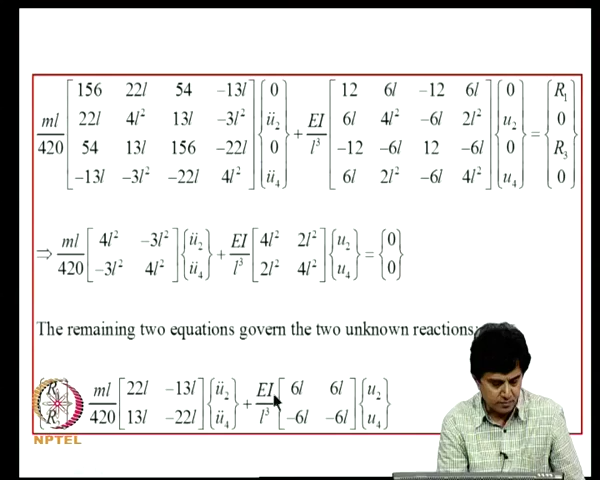 ml/420 [156 22l 54 -13l; 22l 4l² 13l -3l²; 54 13l 156 -22l; -13l -3l² -22l 4l²] {0; ü₂; 0; ü₄} + EI/l³ [12 6l -12 6l; 6l 4l² -6l 2l²; -12 -6l 12 -6l; 6l 2l² -6l 4l²] {0; u₂; 0; u₄} = {R₁; 0; R₃; 0}
⇒ ml/420 [4l² -3l²; -3l² 4l²] {ü₂; ü₄} + EI/l³ [4l² 2l²; 2l² 4l²] {u₂; u₄} = {0; 0}
The remaining two equations govern the two unknown reactions:
{R; R} ml/420 [22l -13l; 13l -22l] {ü₂; ü₄} + EI/l³ [6l 6l; -6l -6l] {u₂; u₄}
NPTEL